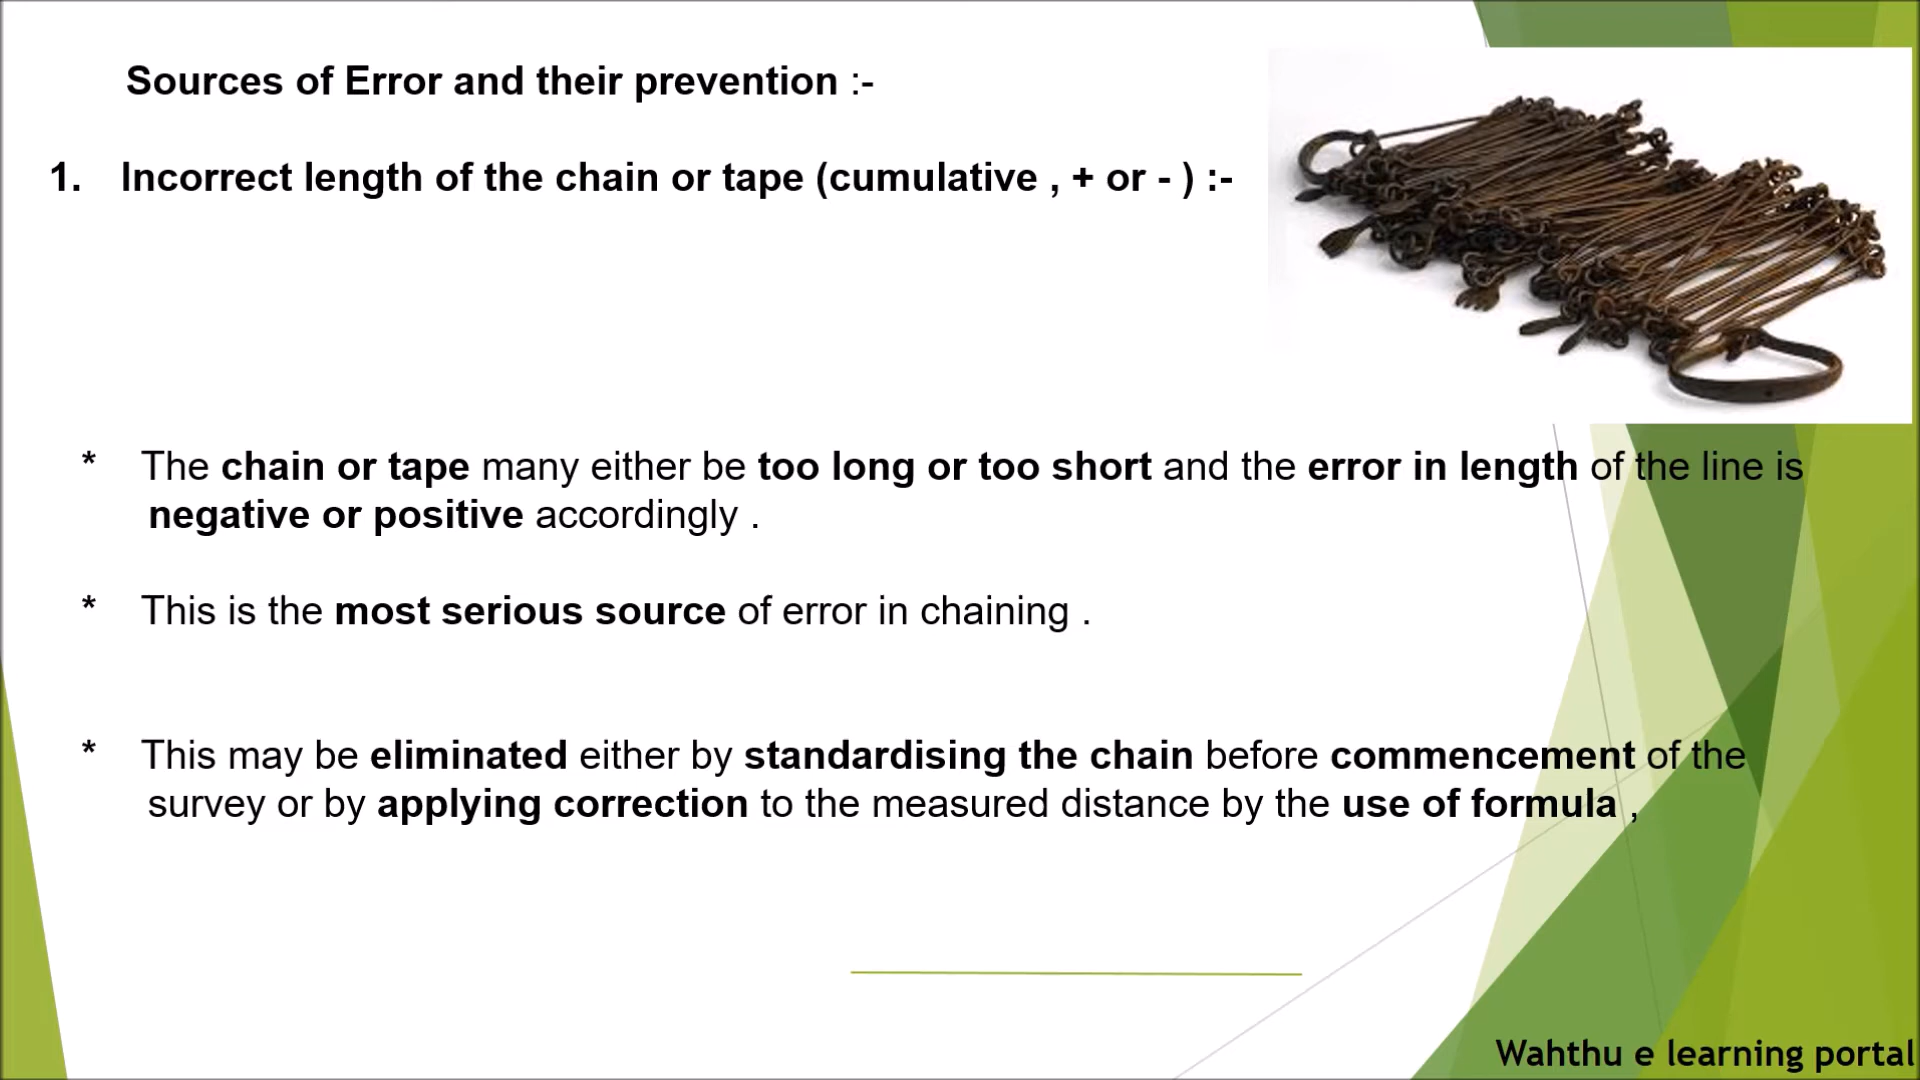 Sources of Error and their prevention :-
1. Incorrect length of the chain or tape (cumulative , + or - ) :-
* The chain or tape many either be too long or too short and the error in length of the line is
negative or positive accordingly .
* This is the most serious source of error in chaining .
* This may be eliminated either by standardising the chain before commencement of the
survey or by applying correction to the measured distance by the use of formula ,
Wahthu e learning portal